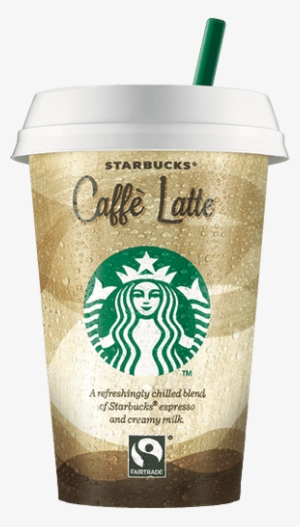 STARBUCKS®
Caffè Latte
TM
A refreshingly chilled blend
of Starbucks® espresso
and creamy milk.
FAIRTRADE